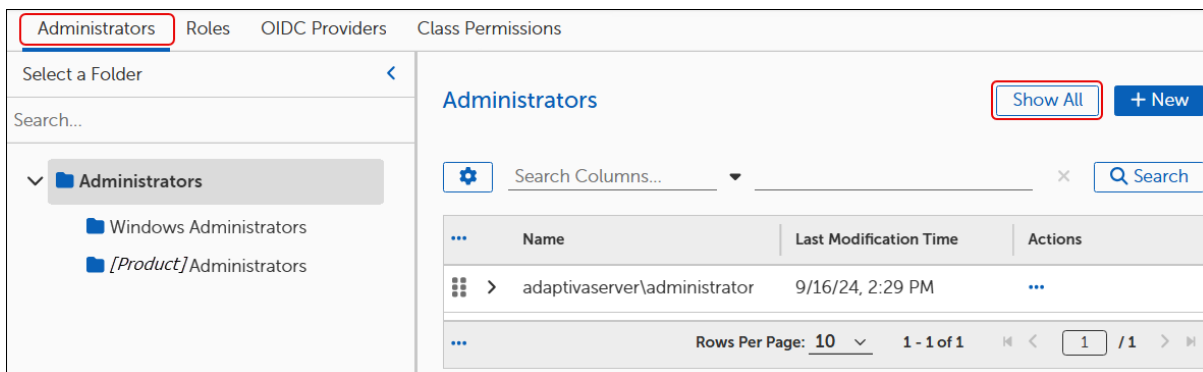 Administrators Roles OIDC Providers Class Permissions
Select a Folder
Search...
Administrators
Windows Administrators
[Product] Administrators
Administrators
Show All
+ New
Search Columns...
Search
Name Last Modification Time Actions
adaptivaserver\administrator 9/16/24, 2:29 PM
Rows Per Page: 10 1 - 1 of 1 1 / 1